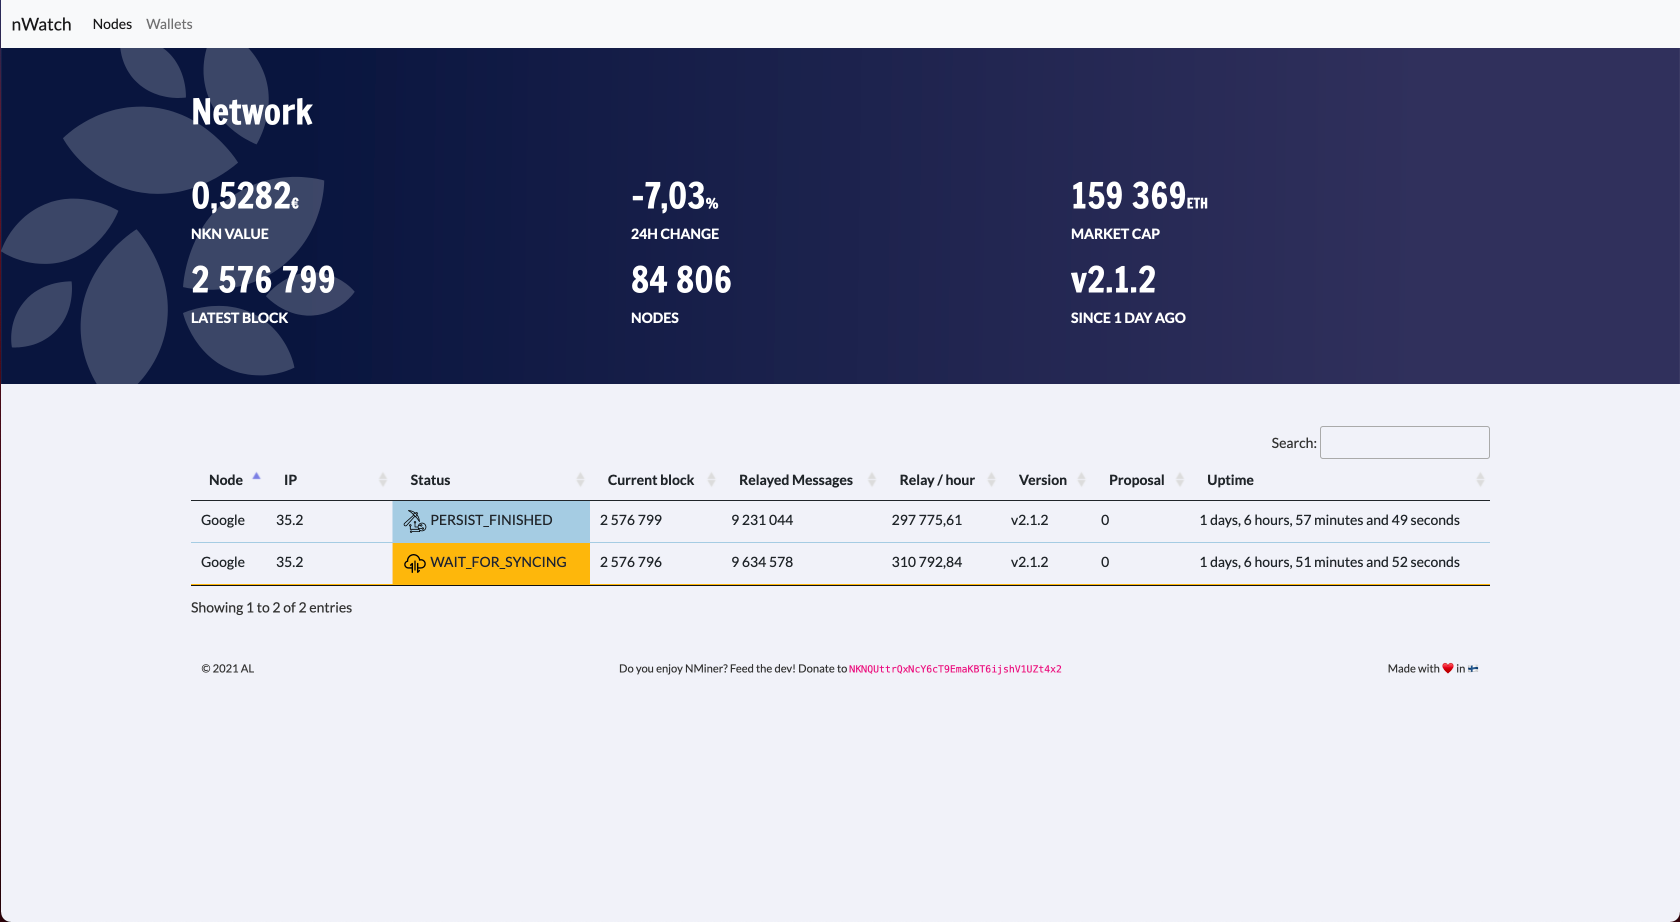 nWatch Nodes Wallets
Network
0,5282€
NKN VALUE
-7,03%
24H CHANGE
159 369ETH
MARKET CAP
2 576 799
LATEST BLOCK
84 806
NODES
v2.1.2
SINCE 1 DAY AGO
Search:
Node IP Status Current block Relayed Messages Relay / hour Version Proposal Uptime
Google 35.2 PERSIST_FINISHED 2 576 799 9 231 044 297 775,61 v2.1.2 0 1 days, 6 hours, 57 minutes and 49 seconds
Google 35.2 WAIT_FOR_SYNCING 2 576 796 9 634 578 310 792,84 v2.1.2 0 1 days, 6 hours, 51 minutes and 52 seconds
Showing 1 to 2 of 2 entries
© 2021 AL
Do you enjoy NMiner? Feed the dev! Donate to NKNQUttrQxNcY6cT9EmaKBT6ijshV1UZt4x2
Made with ❤️ in 🇫🇮